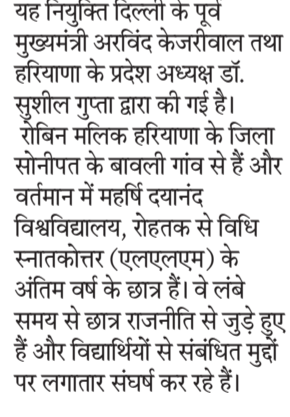 यह नियुक्ति दिल्ली के पूर्व
मुख्यमंत्री अरविंद केजरीवाल तथा
हरियाणा के प्रदेश अध्यक्ष डॉ.
सुशील गुप्ता द्वारा की गई है।
रोबिन मलिक हरियाणा के जिला
सोनीपत के बावली गांव से हैं और
वर्तमान में महर्षि दयानंद
विश्वविद्यालय, रोहतक से विधि
स्नातकोत्तर (एलएलएम) के
अंतिम वर्ष के छात्र हैं। वे लंबे
समय से छात्र राजनीति से जुड़े हुए
हैं और विद्यार्थियों से संबंधित मुद्दों
पर लगातार संघर्ष कर रहे हैं।